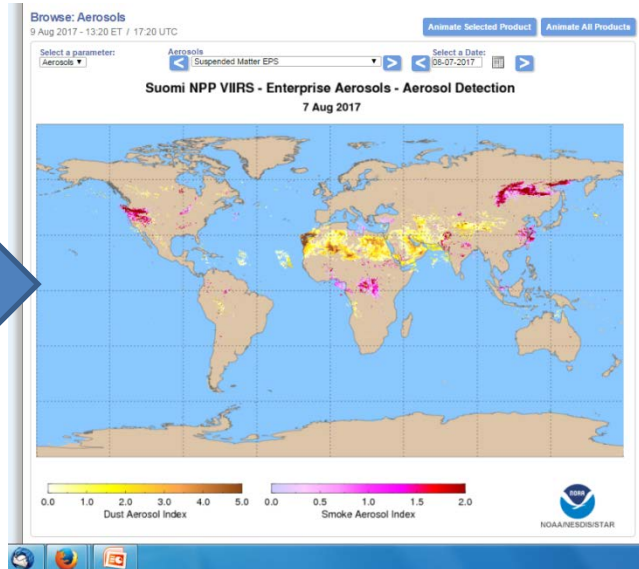 Browse: Aerosols
9 Aug 2017 - 13:20 ET / 17:20 UTC
Animate Selected Product
Animate All Products
Select a parameter:
Aerosols
Aerosols
Suspended Matter EPS
Select a Date:
08-07-2017
Suomi NPP VIIRS - Enterprise Aerosols - Aerosol Detection
7 Aug 2017
0.0 1.0 2.0 3.0 4.0 5.0
Dust Aerosol Index
0.0 0.5 1.0 1.5 2.0
Smoke Aerosol Index
NOAA
NOAA/NESDIS/STAR